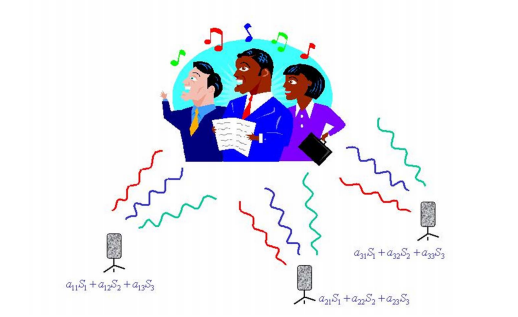 a₃₁S₁ + a₃₂S₂ + a₃₃S₃
a₁₁S₁ + a₁₂S₂ + a₁₃S₃
a₂₁S₁ + a₂₂S₂ + a₂₃S₃